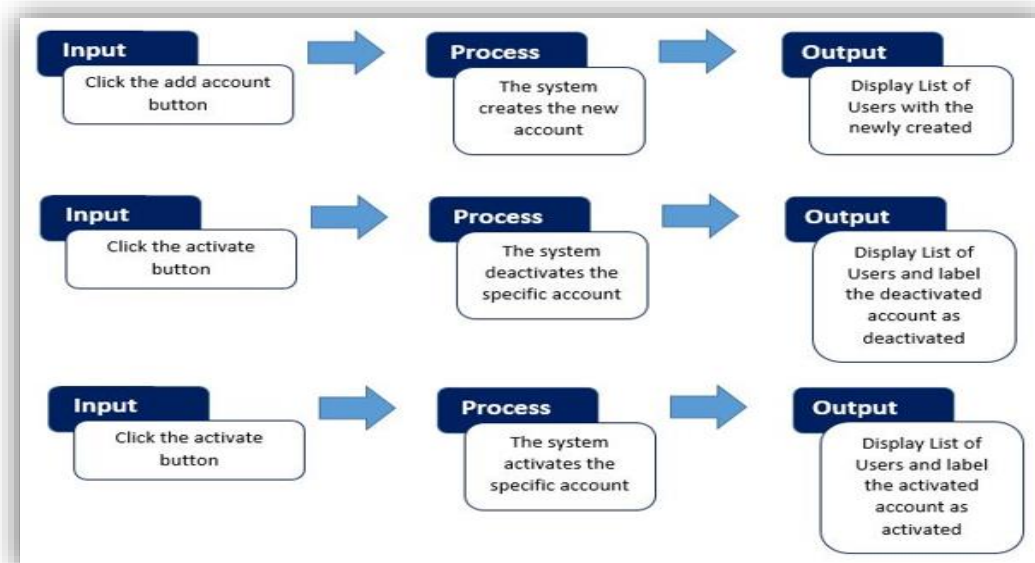 Input
Click the add account
button
Process
The system
creates the new
account
Output
Display List of
Users with the
newly created
Input
Click the activate
button
Process
The system
deactivates the
specific account
Output
Display List of
Users and label
the deactivated
account as
deactivated
Input
Click the activate
button
Process
The system
activates the
specific account
Output
Display List of
Users and label
the activated
account as
activated